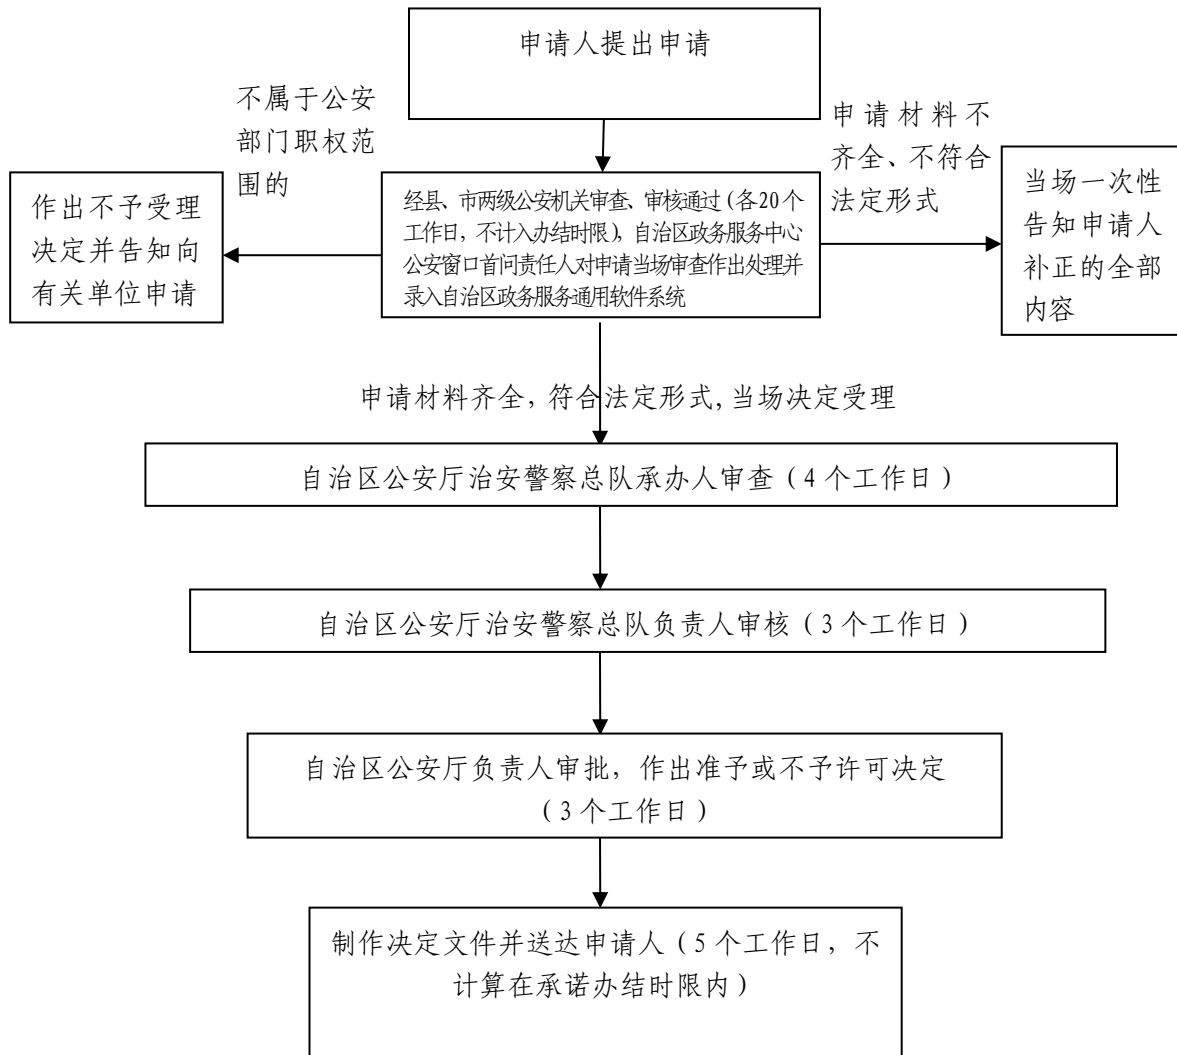 申请人提出申请
不属于公安
部门职权范
围的
申请材料不
齐全、不符合
法定形式
作出不予受理
决定并告知向
有关单位申请
经县、市两级公安机关审查、审核通过(各20个
工作日,不计入办结时限),自治区政务服务中心
公安窗口首问责任人对申请当场审查作出处理并
录入自治区政务服务通用软件系统
当场一次性
告知申请人
补正的全部
内容
申请材料齐全,符合法定形式,当场决定受理
自治区公安厅治安警察总队承办人审查(4个工作日)
自治区公安厅治安警察总队负责人审核(3个工作日)
自治区公安厅负责人审批,作出准予或不予许可决定
(3个工作日)
制作决定文件并送达申请人(5个工作日,不
计算在承诺办结时限内)